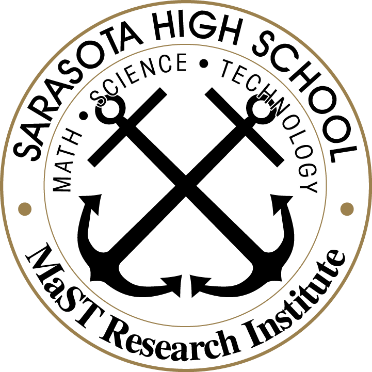 SARASOTA HIGH SCHOOL
MATH • SCIENCE • TECHNOLOGY
MaST Research Institute